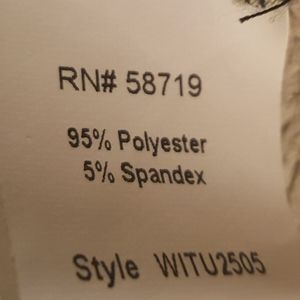 RN# 58719
95% Polyester
5% Spandex
Style WITU2505